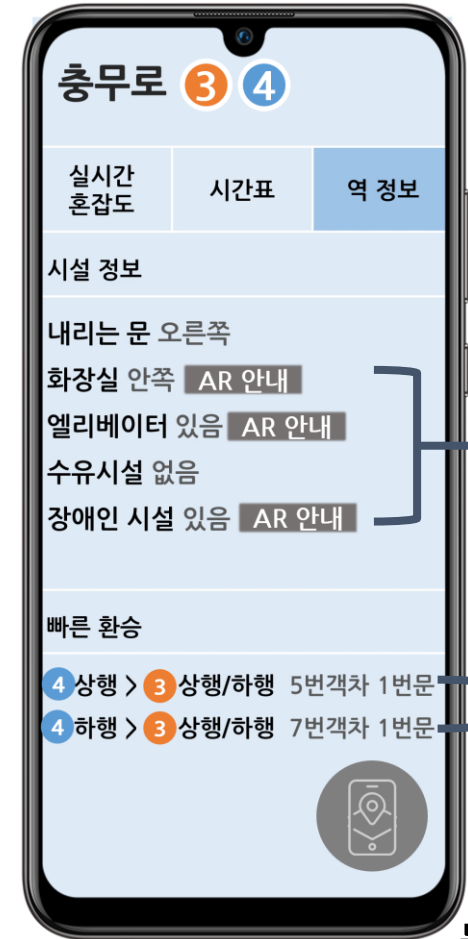 충무로 3 4
실시간
혼잡도
시간표
역 정보
시설 정보
내리는 문 오른쪽
화장실 안쪽 AR 안내
엘리베이터 있음 AR 안내
수유시설 없음
장애인 시설 있음 AR 안내
빠른 환승
4 상행 > 3 상행/하행 5번객차 1번문
4 하행 > 3 상행/하행 7번객차 1번문